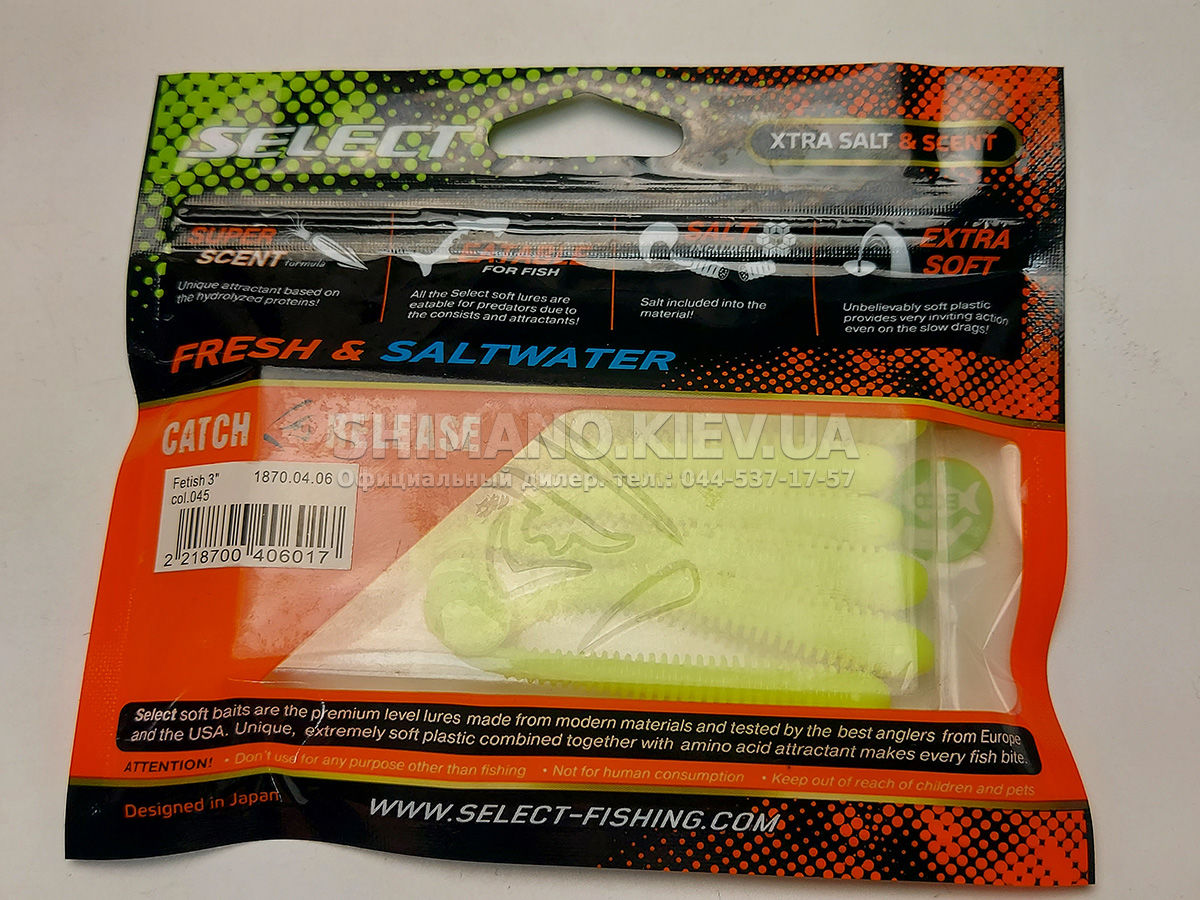 SELECT
XTRA SALT & SCENT
SUPER
SCENT formula
Unique attractant based on
the hydrolyzed proteins!
EATABLE
FOR FISH
All the Select soft lures are
eatable for predators due to
the consists and attractants!
SALT
INCLUDED
Salt included into the
material!
EXTRA
SOFT
Unbelievably soft plastic
provides very inviting action
even on the slow drags!
FRESH & SALTWATER
CATCH & RELEASE
SHIMANO.KIEV.UA
Официальный дилер. тел.: 044-537-17-57
Fetish 3" 1870.04.06
col.045
2 218700 406017
Select soft baits are the premium level lures made from modern materials and tested by the best anglers from Europe
and the USA. Unique, extremely soft plastic combined together with amino acid attractant makes every fish bite.
ATTENTION! • Don't use for any purpose other than fishing • Not for human consumption • Keep out of reach of children and pets
Designed in Japan
WWW.SELECT-FISHING.COM